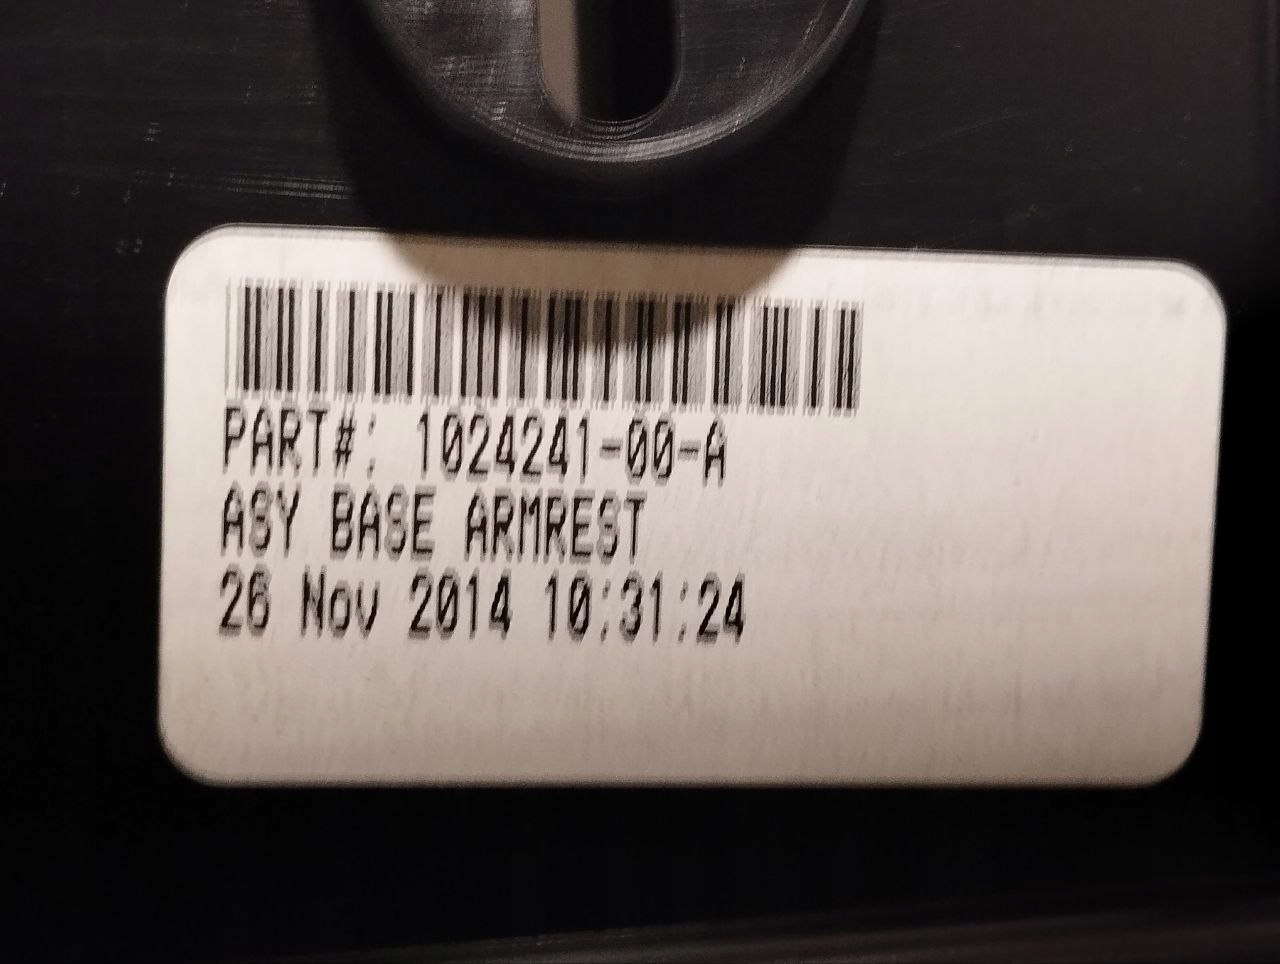 PART#: 1024241-00-A
ASY BASE ARMREST
26 Nov 2014 10:31:24